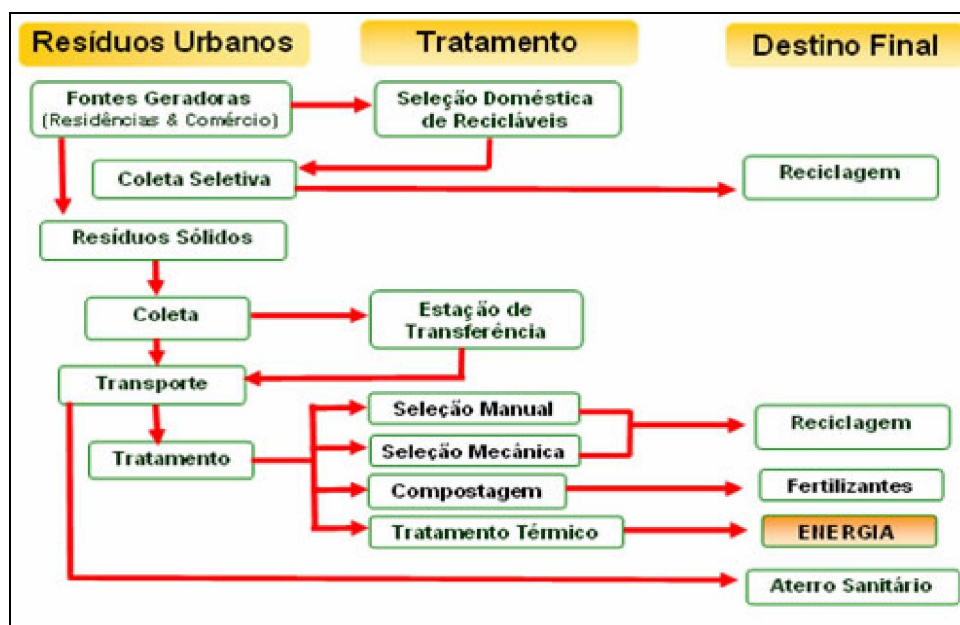 Resíduos Urbanos
Tratamento
Destino Final
Fontes Geradoras
(Residências & Comércio)
Seleção Doméstica
de Recicláveis
Coleta Seletiva
Reciclagem
Resíduos Sólidos
Coleta
Estação de
Transferência
Transporte
Seleção Manual
Reciclagem
Tratamento
Seleção Mecânica
Compostagem
Fertilizantes
Tratamento Térmico
ENERGIA
Aterro Sanitário